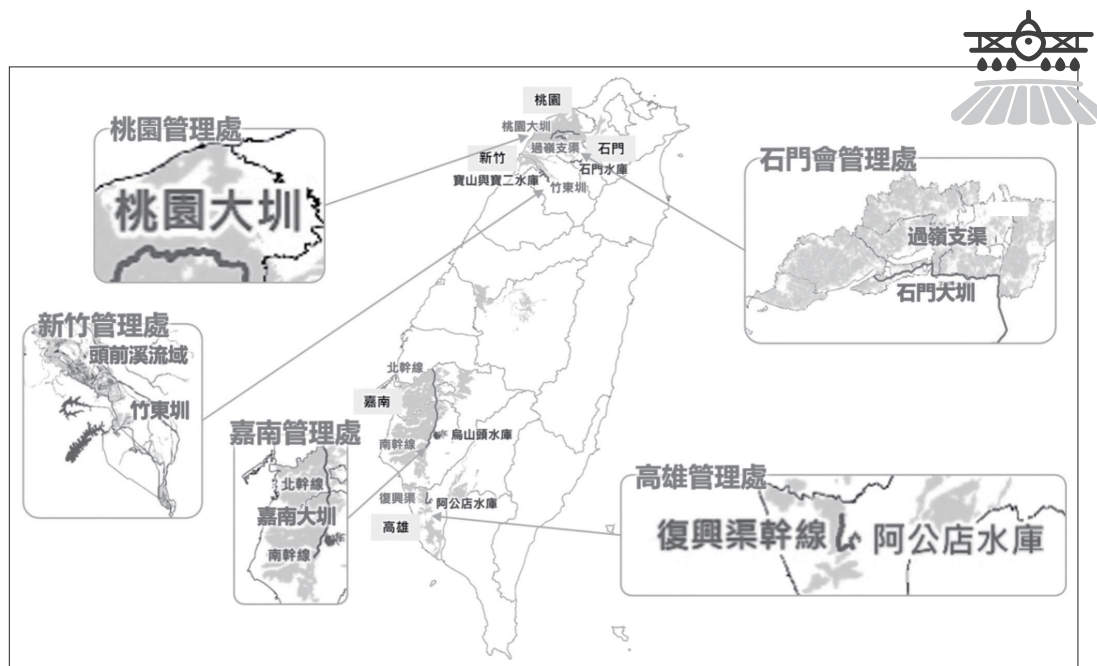 桃園管理處
桃園大圳
新竹管理處
頭前溪流域
竹東圳
嘉南管理處
北幹線
嘉南大圳
南幹線
桃園
桃園大圳
過嶺支渠
石門
新竹
石門水庫
寶山與寶二水庫
竹東圳
北幹線
嘉南
烏山頭水庫
南幹線
復興渠
阿公店水庫
高雄
石門會管理處
過嶺支渠
石門大圳
高雄管理處
復興渠幹線
阿公店水庫